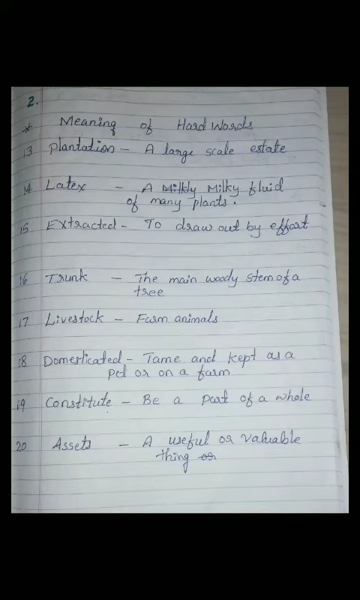 2.
* Meaning of Hard Words
13 Plantation - A large scale estate
14 Latex - A Milkly Milky fluid
of many plants.
15 Extracted - To draw out by effort
16 Trunk - The main woody stem of a
tree
17 Livestock - Farm animals
18 Domesticated - Tame and kept as a
pet or on a farm
19 Constitute - Be a part of a whole
20 Assets - A useful or valuable
thing or